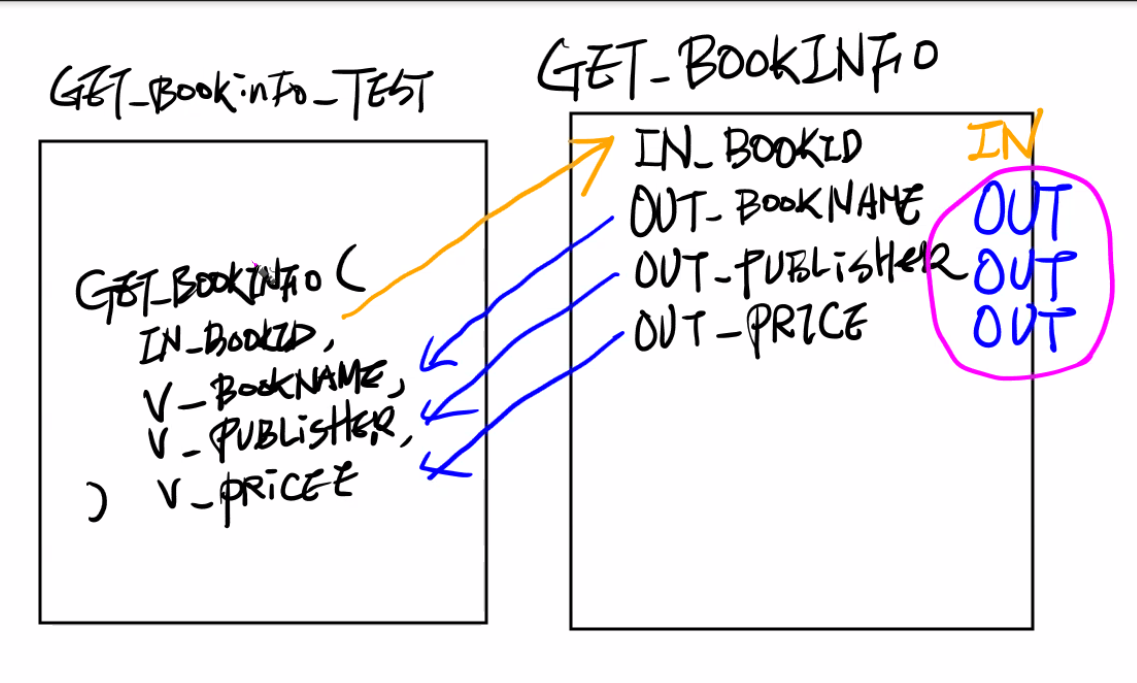 GET_BookinFo_TEST
GET_BOOKINFO (
IN_BOOKID,
V_BOOKNAME,
V_PUBLiSHER,
) V_PRiCEE
GET_BOOKINFO
IN_BOOKID IN
OUT_BOOKNAME OUT
OUT_PUBLiSHER OUT
OUT_PRICE OUT